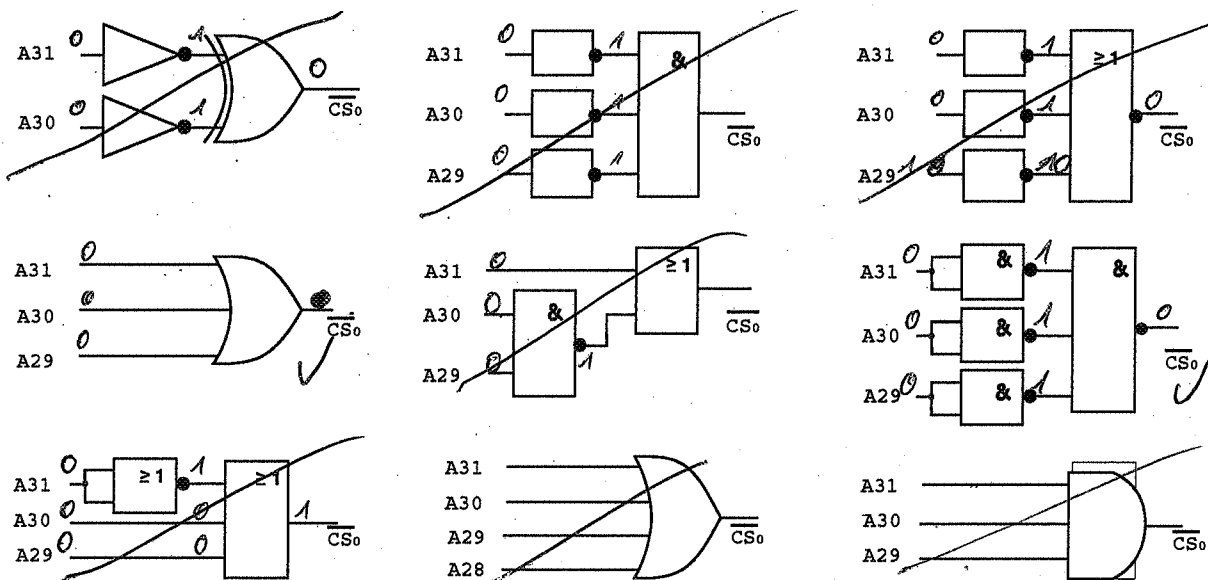 A31 0 1
0
A30 0 1
CS0
A31 0 1 &
A30 0 1
CS0
A29 0 1
A31 0 1 ≥1
A30 0 1 0
CS0
A29 1 0 1 0
A31 0
A30 0
CS0
A29 0
A31 0 ≥1
A30 0 &
CS0
A29 0 1
A31 0 & 1 &
A30 0 & 1 0
CS0
A29 0 & 1
A31 0 ≥1 1 ≥1
A30 0 0 1
CS0
A29 0 0
A31
A30
CS0
A29
A28
A31
A30
CS0
A29